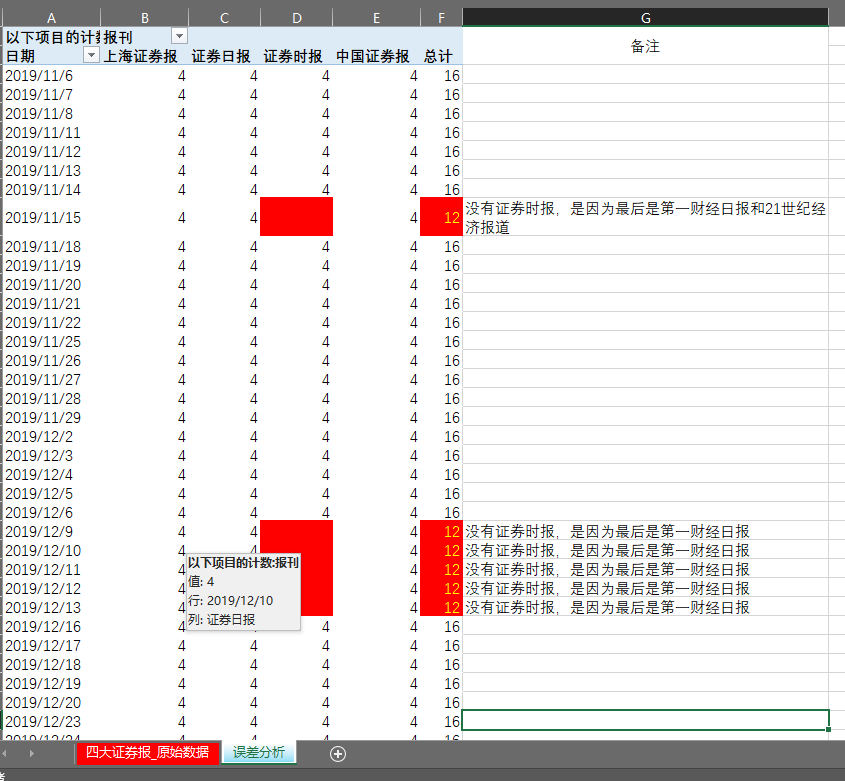 A B C D E F G
以下项目的计数 报刊
备注
日期 上海证券报 证券日报 证券时报 中国证券报 总计
2019/11/6 4 4 4 4 16
2019/11/7 4 4 4 4 16
2019/11/8 4 4 4 4 16
2019/11/11 4 4 4 4 16
2019/11/12 4 4 4 4 16
2019/11/13 4 4 4 4 16
2019/11/14 4 4 4 4 16
2019/11/15 4 4 4 12 没有证券时报，是因为最后是第一财经日报和21世纪经
济报道
2019/11/18 4 4 4 4 16
2019/11/19 4 4 4 4 16
2019/11/20 4 4 4 4 16
2019/11/21 4 4 4 4 16
2019/11/22 4 4 4 4 16
2019/11/25 4 4 4 4 16
2019/11/26 4 4 4 4 16
2019/11/27 4 4 4 4 16
2019/11/28 4 4 4 4 16
2019/11/29 4 4 4 4 16
2019/12/2 4 4 4 4 16
2019/12/3 4 4 4 4 16
2019/12/4 4 4 4 4 16
2019/12/5 4 4 4 4 16
2019/12/6 4 4 4 4 16
2019/12/9 4 4 4 12 没有证券时报，是因为最后是第一财经日报
2019/12/10 4 4 4 12 没有证券时报，是因为最后是第一财经日报
2019/12/11 4 4 12 没有证券时报，是因为最后是第一财经日报
2019/12/12 4 4 12 没有证券时报，是因为最后是第一财经日报
2019/12/13 4 4 12 没有证券时报，是因为最后是第一财经日报
以下项目的计数:报刊
值: 4
行: 2019/12/10
列: 证券日报
2019/12/16 4 4 4 4 16
2019/12/17 4 4 4 4 16
2019/12/18 4 4 4 4 16
2019/12/19 4 4 4 4 16
2019/12/20 4 4 4 4 16
2019/12/23 4 4 4 4 16
2019/12/24 4 4 4 4 16
四大证券报_原始数据 误差分析